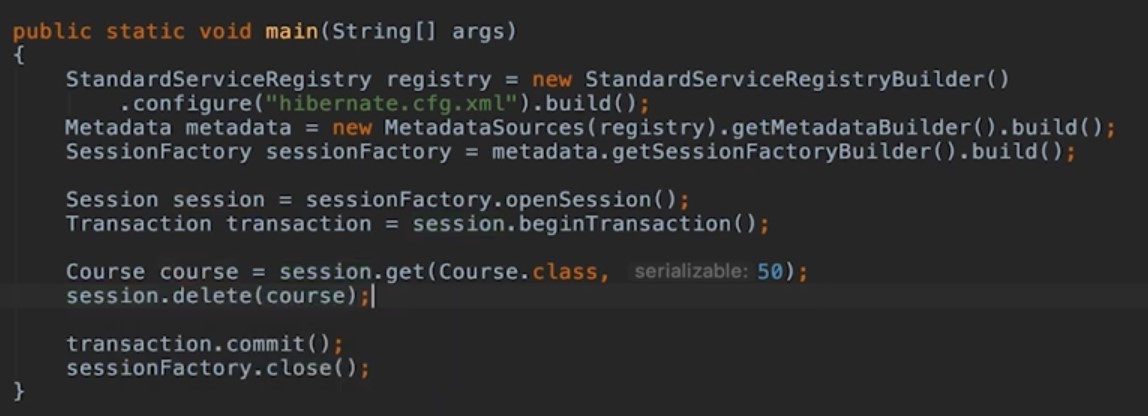 public static void main(String[] args)
{
    StandardServiceRegistry registry = new StandardServiceRegistryBuilder()
        .configure("hibernate.cfg.xml").build();
    Metadata metadata = new MetadataSources(registry).getMetadataBuilder().build();
    SessionFactory sessionFactory = metadata.getSessionFactoryBuilder().build();
    Session session = sessionFactory.openSession();
    Transaction transaction = session.beginTransaction();
    Course course = session.get(Course.class, serializable: 50);
    session.delete(course);
    transaction.commit();
    sessionFactory.close();
}